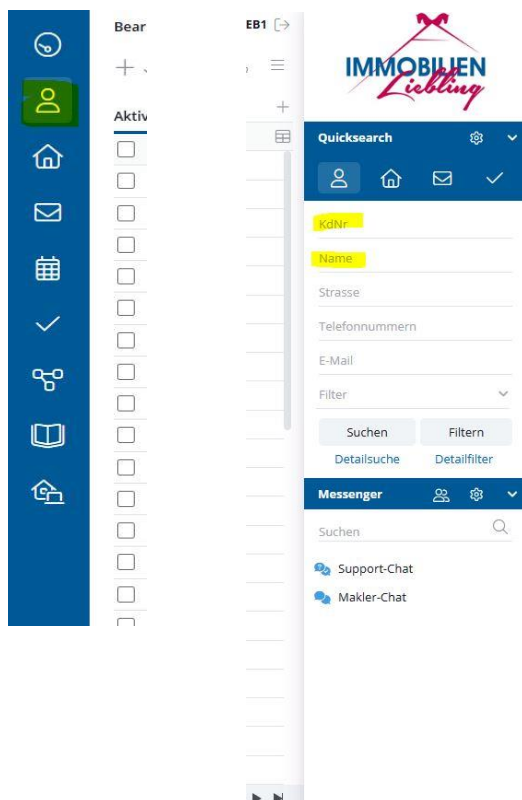 Bear
Aktiv
EB1
IMMOBILIEN
Liebling
Quicksearch
KdNr
Name
Strasse
Telefonnummern
E-Mail
Filter
Suchen Filtern
Detailsuche Detailfilter
Messenger
Suchen
Support-Chat
Makler-Chat